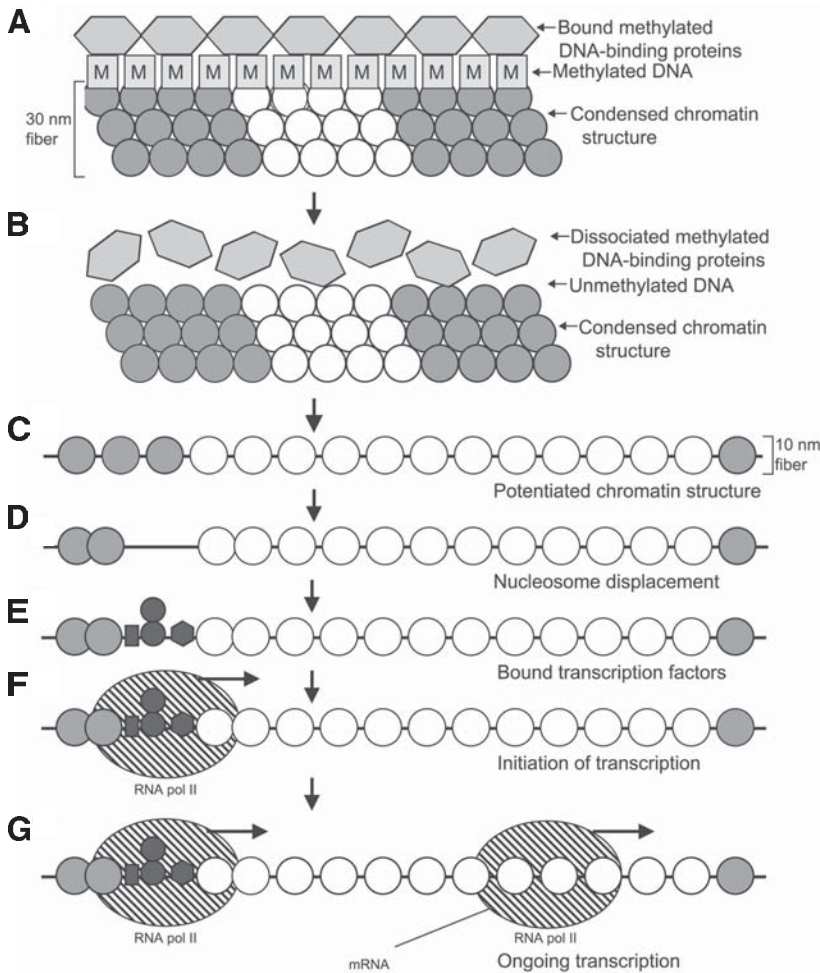 A
Bound methylated
DNA-binding proteins
M M M M M M M M M M M M
Methylated DNA
30 nm
fiber
Condensed chromatin
structure
B
Dissociated methylated
DNA-binding proteins
Unmethylated DNA
Condensed chromatin
structure
C
10 nm
fiber
Potentiated chromatin structure
D
Nucleosome displacement
E
Bound transcription factors
F
Initiation of transcription
RNA pol II
G
RNA pol II
RNA pol II
mRNA
Ongoing transcription